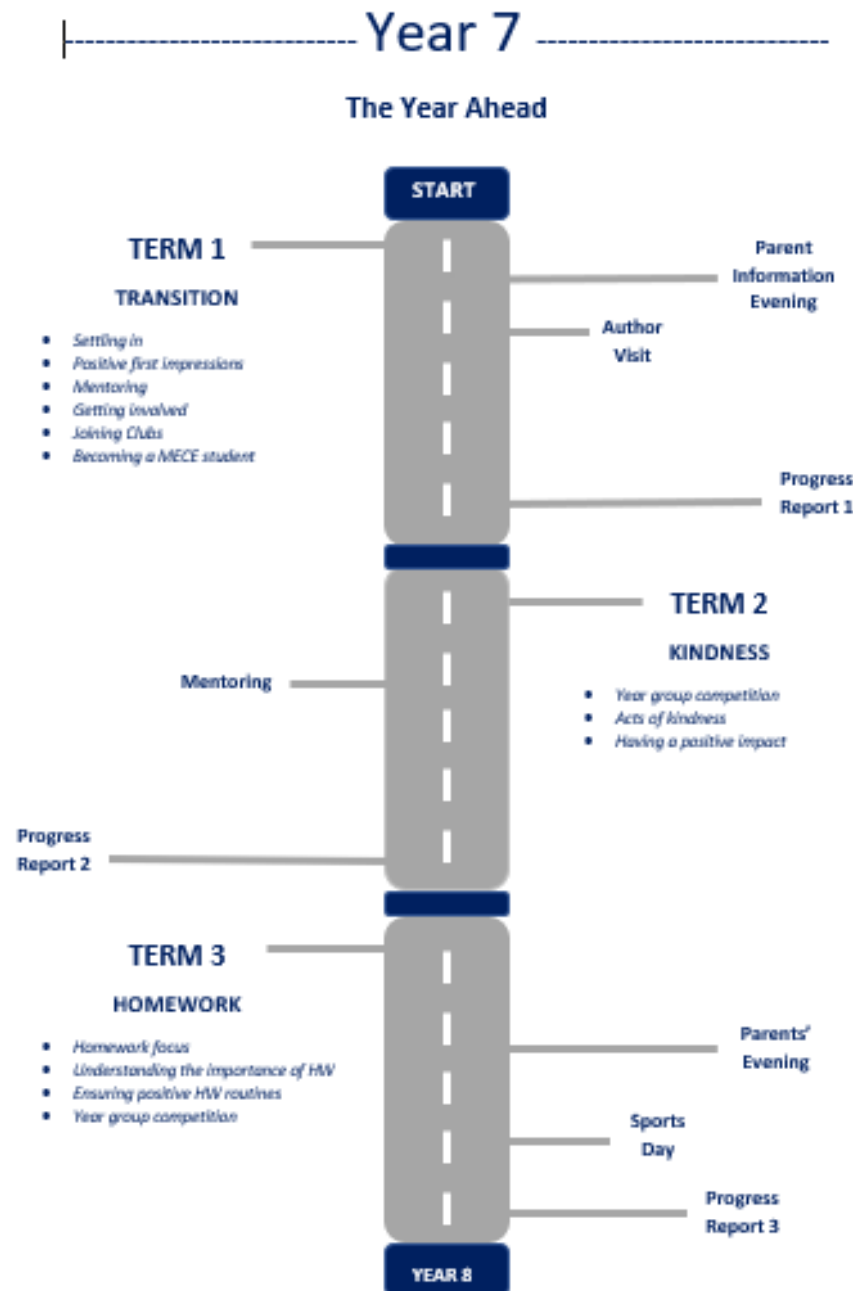 Year 7
The Year Ahead
START
TERM 1
TRANSITION
Settling in
Positive first impressions
Mentoring
Getting involved
Joining Clubs
Becoming a MECE student
Parent
Information
Evening
Author
Visit
Progress
Report 1
TERM 2
KINDNESS
Year group competition
Acts of kindness
Having a positive impact
Mentoring
Progress
Report 2
TERM 3
HOMEWORK
Homework focus
Understanding the importance of HW
Ensuring positive HW routines
Year group competition
Parents'
Evening
Sports
Day
Progress
Report 3
YEAR 8